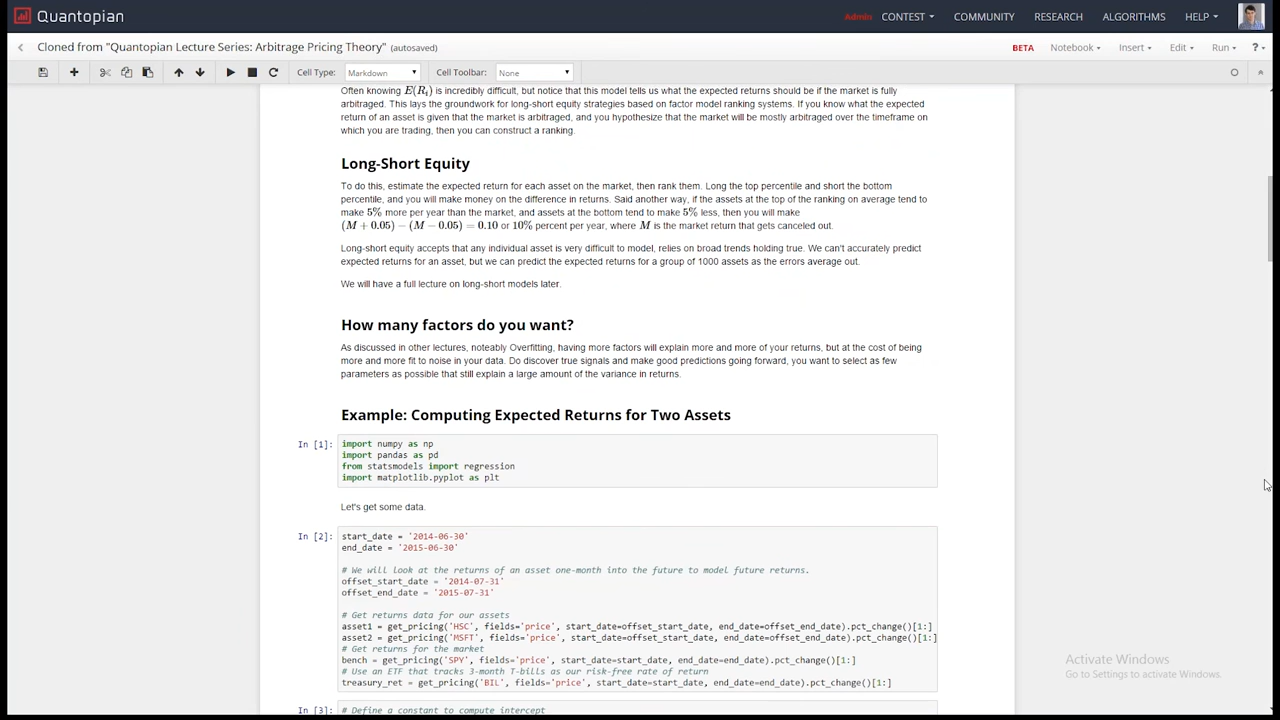 Quantopian
Admin CONTEST COMMUNITY RESEARCH ALGORITHMS HELP
Cloned from "Quantopian Lecture Series: Arbitrage Pricing Theory" (autosaved)
BETA Notebook Insert Edit Run ?
Cell Type: Markdown Cell Toolbar: None
Often knowing E(Ri) is incredibly difficult, but notice that this model tells us what the expected returns should be if the market is fully
arbitraged. This lays the groundwork for long-short equity strategies based on factor model ranking systems. If you know what the expected
return of an asset is given that the market is arbitraged, and you hypothesize that the market will be mostly arbitraged over the timeframe on
which you are trading, then you can construct a ranking.
Long-Short Equity
To do this, estimate the expected return for each asset on the market, then rank them. Long the top percentile and short the bottom
percentile, and you will make money on the difference in returns. Said another way, if the assets at the top of the ranking on average tend to
make 5% more per year than the market, and assets at the bottom tend to make 5% less, then you will make
(M + 0.05) − (M − 0.05) = 0.10 or 10% percent per year, where M is the market return that gets canceled out.
Long-short equity accepts that any individual asset is very difficult to model, relies on broad trends holding true. We can't accurately predict
expected returns for an asset, but we can predict the expected returns for a group of 1000 assets as the errors average out.
We will have a full lecture on long-short models later.
How many factors do you want?
As discussed in other lectures, noteably Overfitting, having more factors will explain more and more of your returns, but at the cost of being
more and more fit to noise in your data. Do discover true signals and make good predictions going forward, you want to select as few
parameters as possible that still explain a large amount of the variance in returns.
Example: Computing Expected Returns for Two Assets
In [1]: import numpy as np
import pandas as pd
from statsmodels import regression
import matplotlib.pyplot as plt
Let's get some data.
In [2]: start_date = '2014-06-30'
end_date = '2015-06-30'
# We will look at the returns of an asset one-month into the future to model future returns.
offset_start_date = '2014-07-31'
offset_end_date = '2015-07-31'
# Get returns data for our assets
asset1 = get_pricing('HSC', fields='price', start_date=offset_start_date, end_date=offset_end_date).pct_change()[1:]
asset2 = get_pricing('MSFT', fields='price', start_date=offset_start_date, end_date=offset_end_date).pct_change()[1:]
# Get returns for the market
bench = get_pricing('SPY', fields='price', start_date=start_date, end_date=end_date).pct_change()[1:]
# Use an ETF that tracks 3-month T-bills as our risk-free rate of return
treasury_ret = get_pricing('BIL', fields='price', start_date=start_date, end_date=end_date).pct_change()[1:]
In [3]: # Define a constant to compute intercept
Activate Windows
Go to Settings to activate Windows.